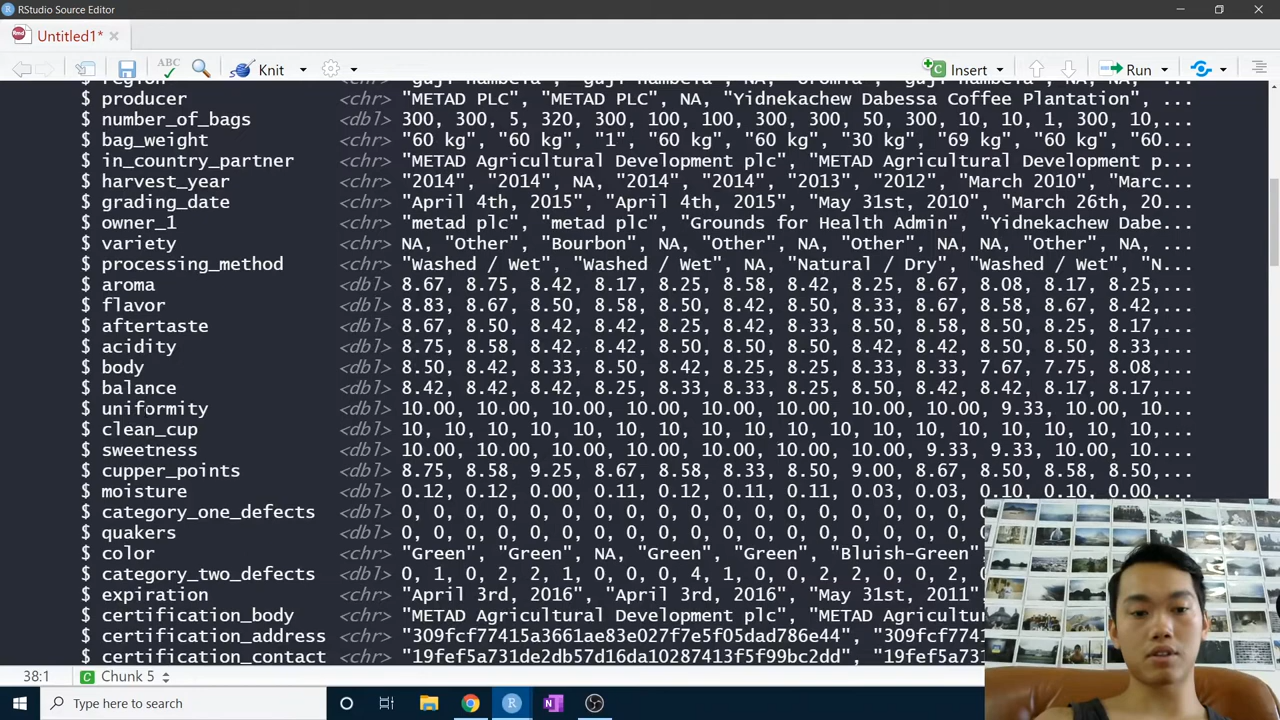 RStudio Source Editor
Untitled1*
ABC
Knit
Insert
Run
$ region <chr> "guji-hambela", "guji-hambela", NA, "oromia",
$ producer <chr> "METAD PLC", "METAD PLC", NA, "Yidnekachew Dabessa Coffee Plantation", ...
$ number_of_bags <dbl> 300, 300, 5, 320, 300, 100, 100, 300, 300, 50, 300, 10, 10, 1, 300, 10,...
$ bag_weight <chr> "60 kg", "60 kg", "1", "60 kg", "60 kg", "30 kg", "69 kg", "60 kg", "60...
$ in_country_partner <chr> "METAD Agricultural Development plc", "METAD Agricultural Development p...
$ harvest_year <chr> "2014", "2014", NA, "2014", "2014", "2013", "2012", "March 2010", "Marc...
$ grading_date <chr> "April 4th, 2015", "April 4th, 2015", "May 31st, 2010", "March 26th, 20...
$ owner_1 <chr> "metad plc", "metad plc", "Grounds for Health Admin", "Yidnekachew Dabe...
$ variety <chr> NA, "Other", "Bourbon", NA, "Other", NA, "Other", NA, NA, "Other", NA, ...
$ processing_method <chr> "Washed / Wet", "Washed / Wet", NA, "Natural / Dry", "Washed / Wet", "N...
$ aroma <dbl> 8.67, 8.75, 8.42, 8.17, 8.25, 8.58, 8.42, 8.25, 8.67, 8.08, 8.17, 8.25,...
$ flavor <dbl> 8.83, 8.67, 8.50, 8.58, 8.50, 8.42, 8.50, 8.33, 8.67, 8.58, 8.67, 8.42,...
$ aftertaste <dbl> 8.67, 8.50, 8.42, 8.42, 8.25, 8.42, 8.33, 8.50, 8.58, 8.50, 8.25, 8.17,...
$ acidity <dbl> 8.75, 8.58, 8.42, 8.42, 8.50, 8.50, 8.50, 8.42, 8.42, 8.50, 8.50, 8.33,...
$ body <dbl> 8.50, 8.42, 8.33, 8.50, 8.42, 8.25, 8.25, 8.33, 8.33, 7.67, 7.75, 8.08,...
$ balance <dbl> 8.42, 8.42, 8.42, 8.25, 8.33, 8.33, 8.25, 8.50, 8.42, 8.42, 8.17, 8.17,...
$ uniformity <dbl> 10.00, 10.00, 10.00, 10.00, 10.00, 10.00, 10.00, 10.00, 9.33, 10.00, 10...
$ clean_cup <dbl> 10, 10, 10, 10, 10, 10, 10, 10, 10, 10, 10, 10, 10, 10, 10, 10, 10, 10,...
$ sweetness <dbl> 10.00, 10.00, 10.00, 10.00, 10.00, 10.00, 10.00, 9.33, 9.33, 10.00, 10...
$ cupper_points <dbl> 8.75, 8.58, 9.25, 8.67, 8.58, 8.33, 8.50, 9.00, 8.67, 8.50, 8.58, 8.50,...
$ moisture <dbl> 0.12, 0.12, 0.00, 0.11, 0.12, 0.11, 0.11, 0.03, 0.03, 0.10, 0.10, 0.00,...
$ category_one_defects <dbl> 0, 0, 0, 0, 0, 0, 0, 0, 0, 0, 0, 0, 0, 0,
$ quakers <dbl> 0, 0, 0, 0, 0, 0, 0, 0, 0, 0, 0, 0, 0, 0,
$ color <chr> "Green", "Green", NA, "Green", "Green", "Bluish-Green",
$ category_two_defects <dbl> 0, 1, 0, 2, 2, 1, 0, 0, 0, 4, 1, 0, 0, 2, 2, 0, 0, 2,
$ expiration <chr> "April 3rd, 2016", "April 3rd, 2016", "May 31st, 2011",
$ certification_body <chr> "METAD Agricultural Development plc", "METAD Agricult
$ certification_address <chr> "309fcf77415a3661ae83e027f7e5f05dad786e44", "309fcf77
$ certification_contact <chr> "19fef5a731de2db57d16da10287413f5f99bc2dd", "19fef5a7
38:1
Chunk 5
Type here to search